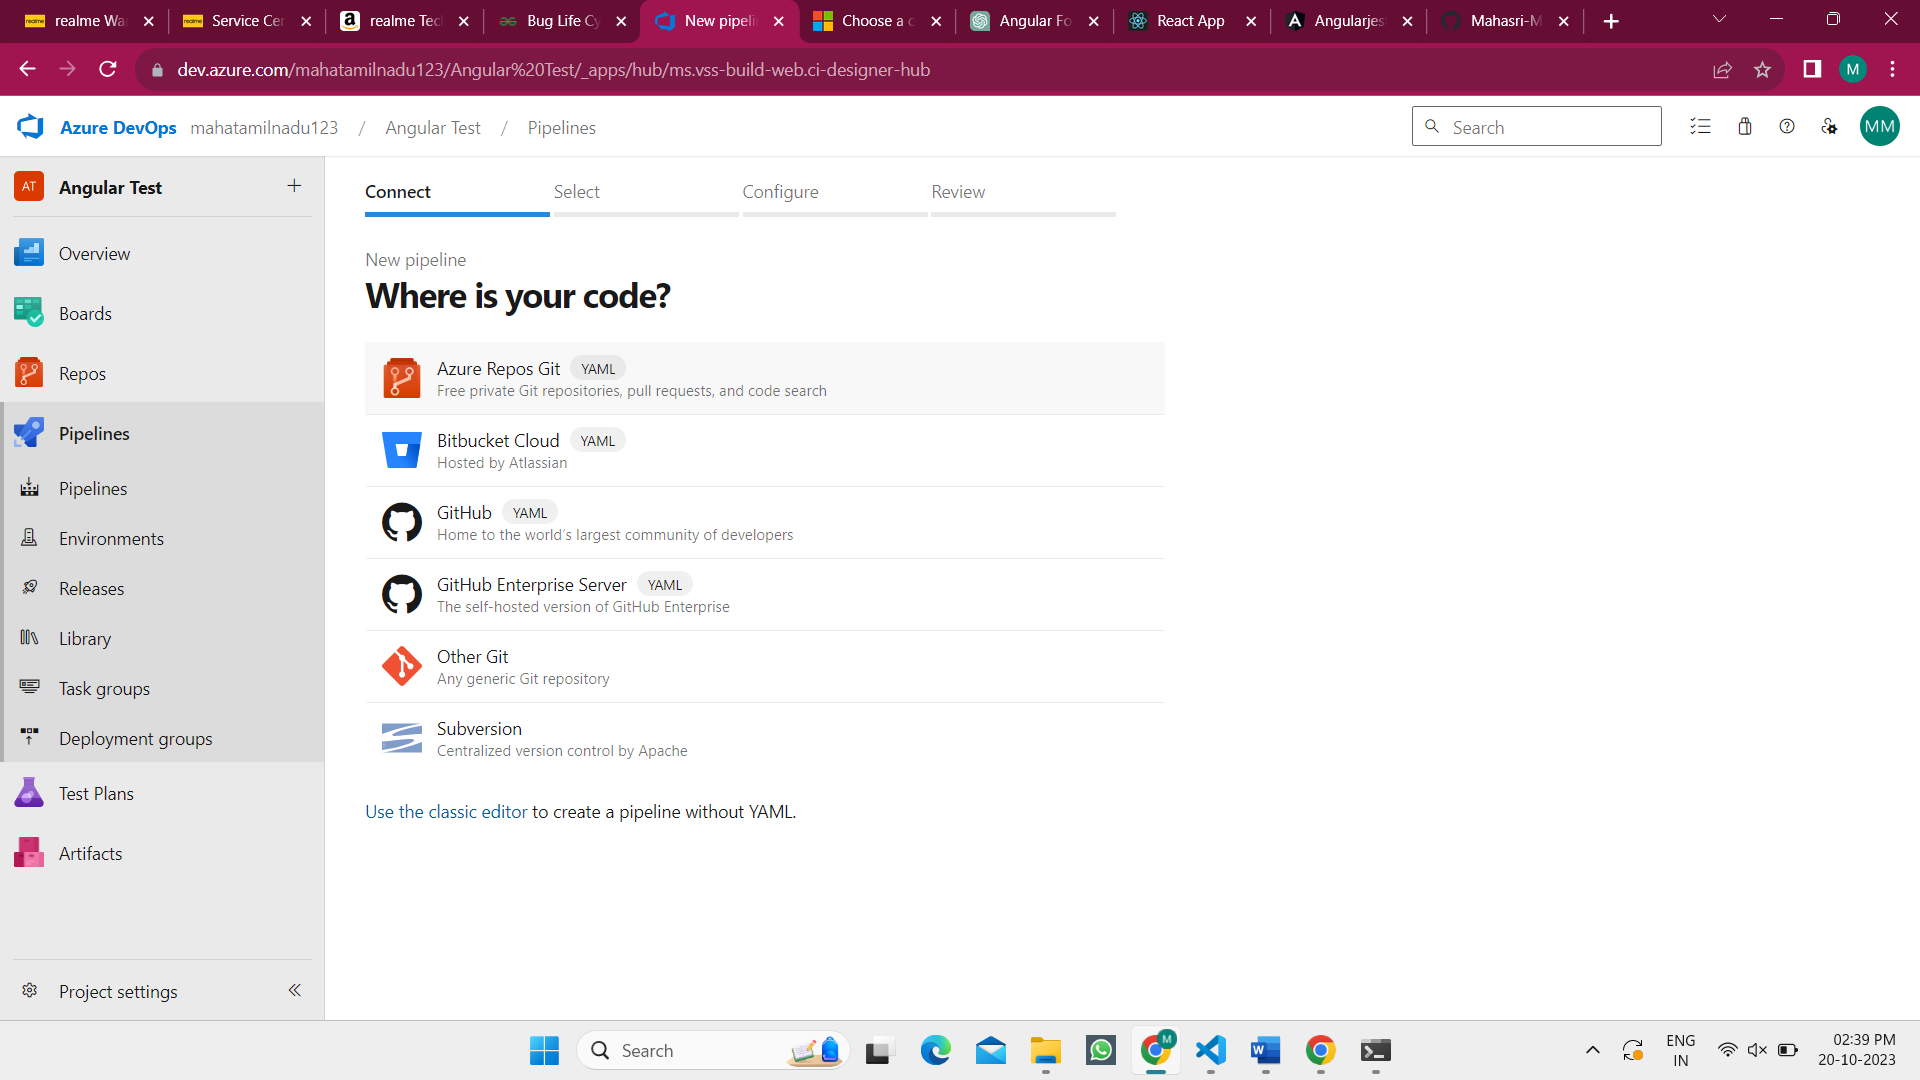 realme Wa
Service Cer
realme Tec
Bug Life Cy
New pipeli
Choose a c
Angular Fo
React App
Angularjes
Mahasri-M
dev.azure.com/mahatamilnadu123/Angular%20Test/_apps/hub/ms.vss-build-web.ci-designer-hub
M
Azure DevOps mahatamilnadu123 / Angular Test / Pipelines
Search
MM
AT Angular Test
Overview
Boards
Repos
Pipelines
Pipelines
Environments
Releases
Library
Task groups
Deployment groups
Test Plans
Artifacts
Project settings
Connect Select Configure Review
New pipeline
Where is your code?
Azure Repos Git YAML
Free private Git repositories, pull requests, and code search
Bitbucket Cloud YAML
Hosted by Atlassian
GitHub YAML
Home to the world's largest community of developers
GitHub Enterprise Server YAML
The self-hosted version of GitHub Enterprise
Other Git
Any generic Git repository
Subversion
Centralized version control by Apache
Use the classic editor to create a pipeline without YAML.
Search
M
ENG
IN
02:39 PM
20-10-2023